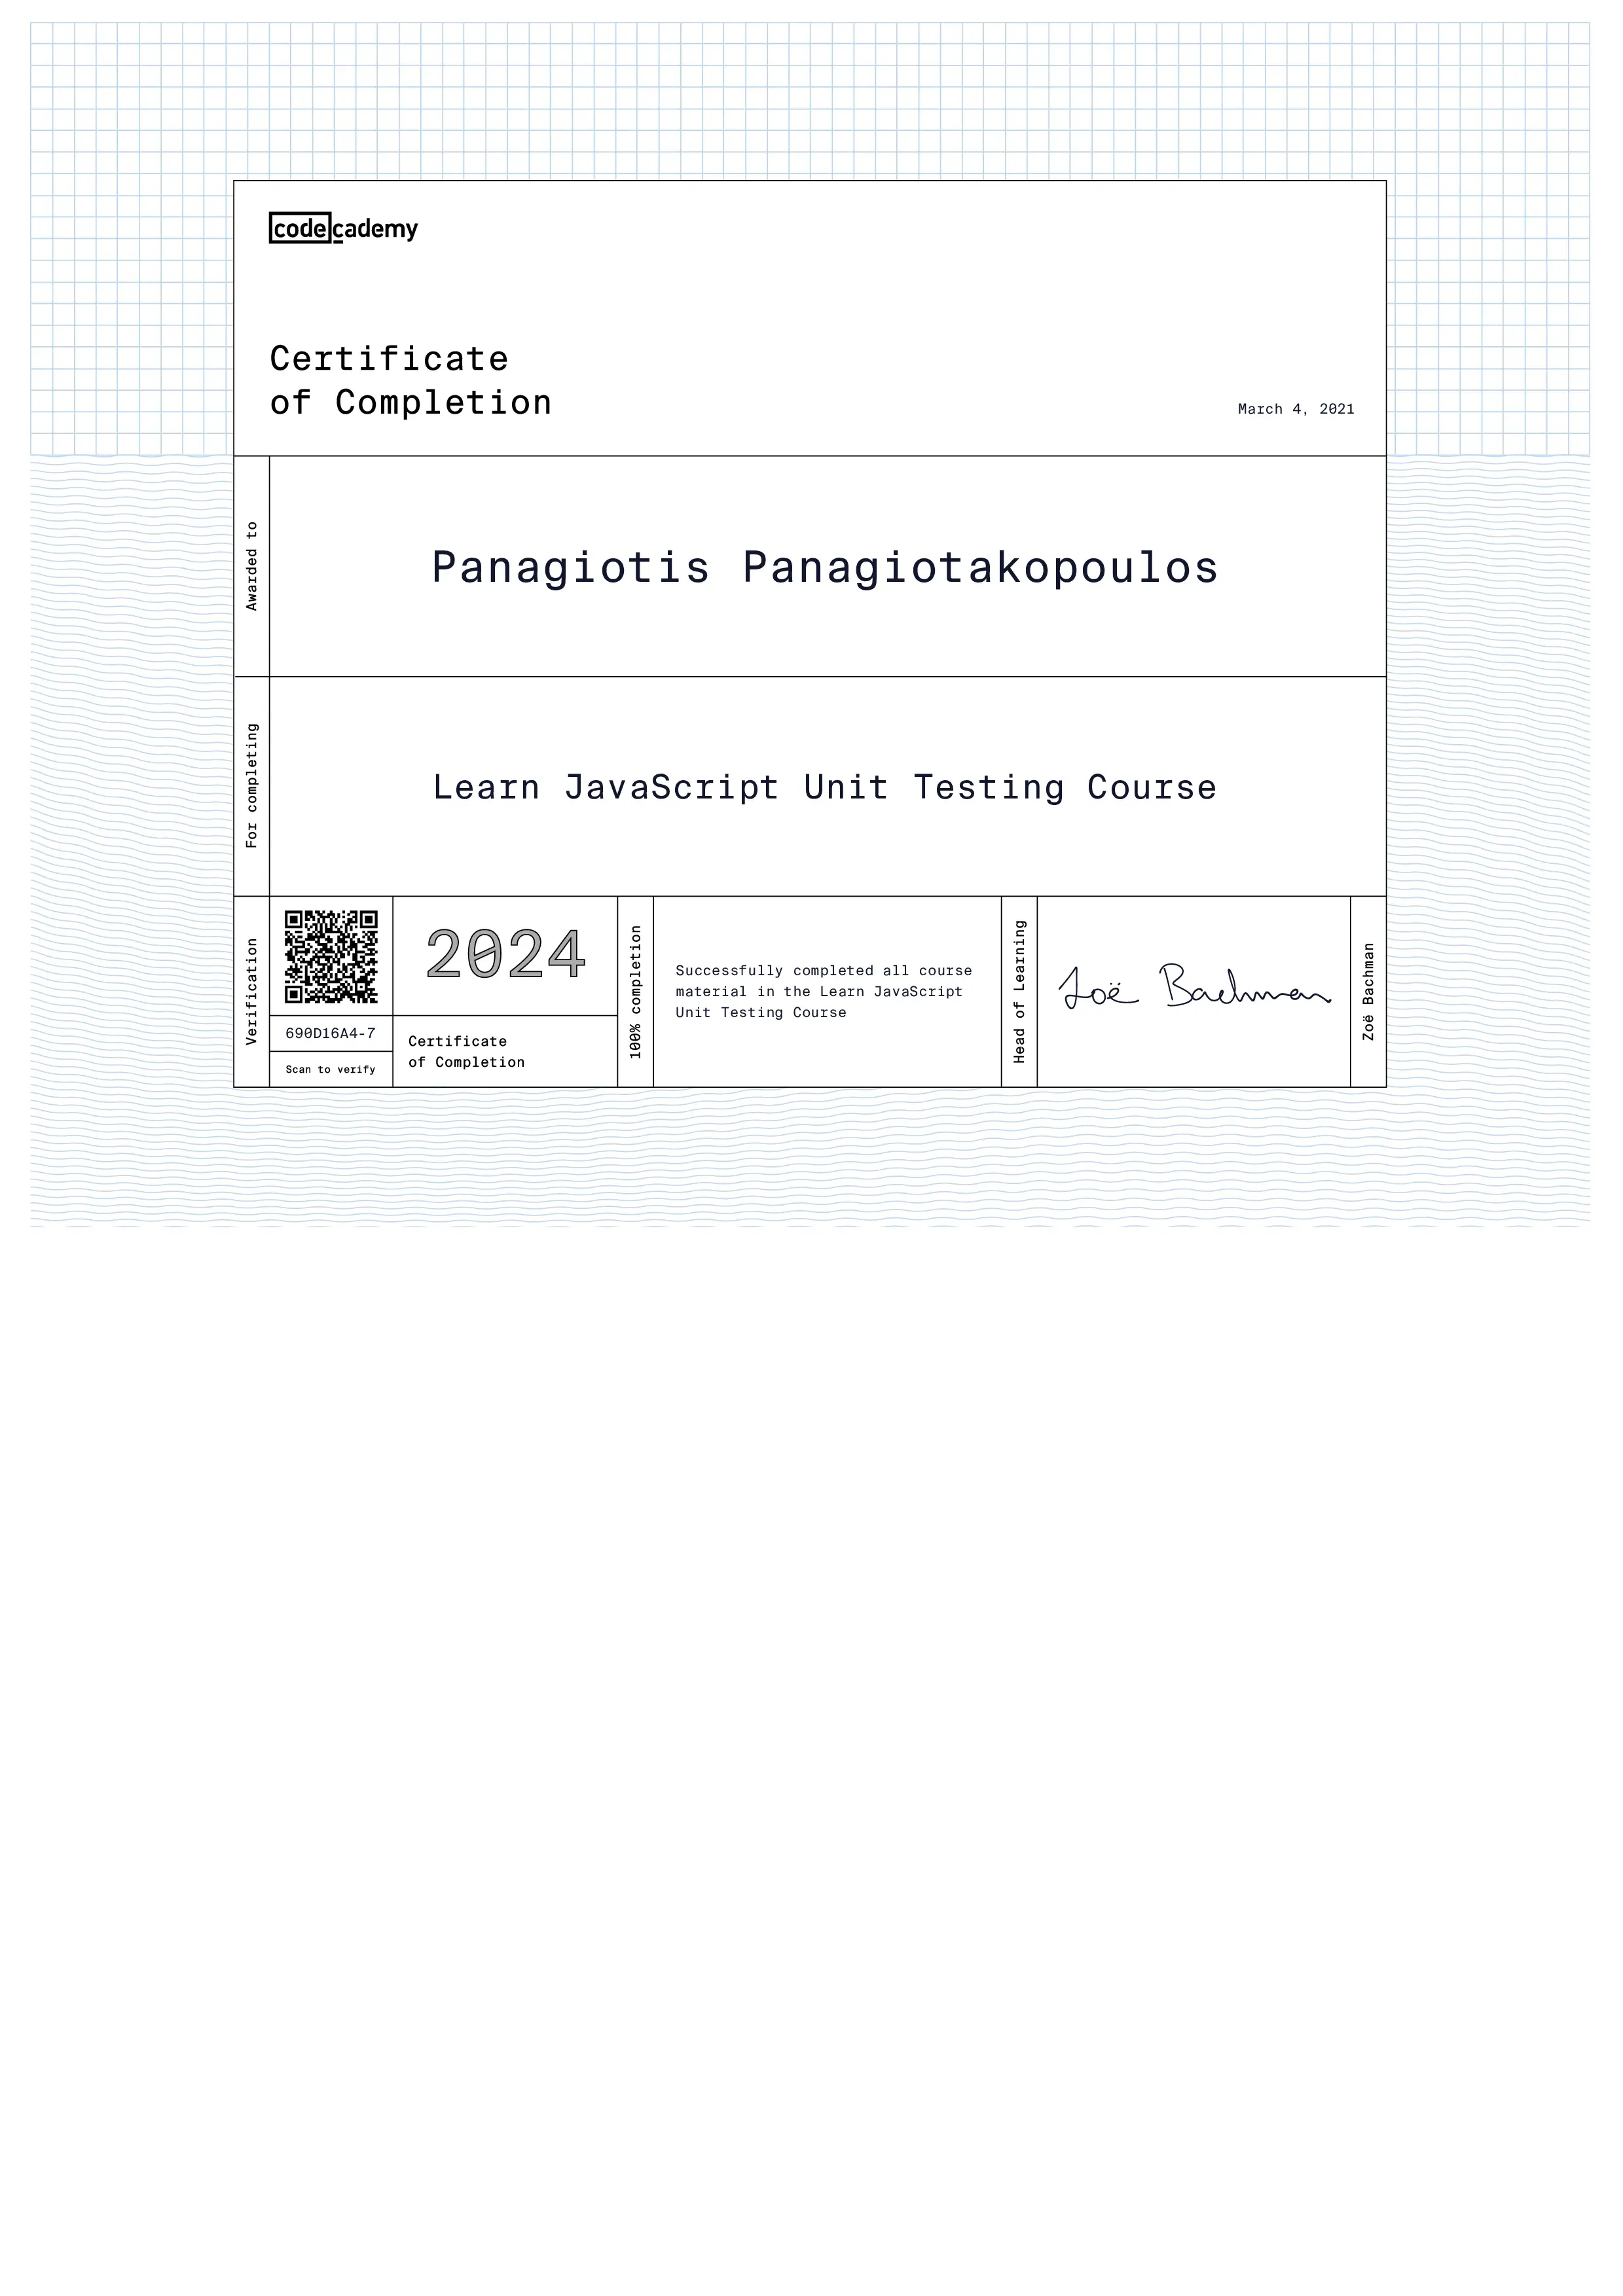 codecademy
Certificate
of Completion
March 4, 2021
Awarded to
Panagiotis Panagiotakopoulos
For completing
Learn JavaScript Unit Testing Course
Verification
690D16A4-7
Scan to verify
2024
Certificate
of Completion
100% completion
Successfully completed all course
material in the Learn JavaScript
Unit Testing Course
Head of Learning
Zoë Bachman
Zoë Bachman